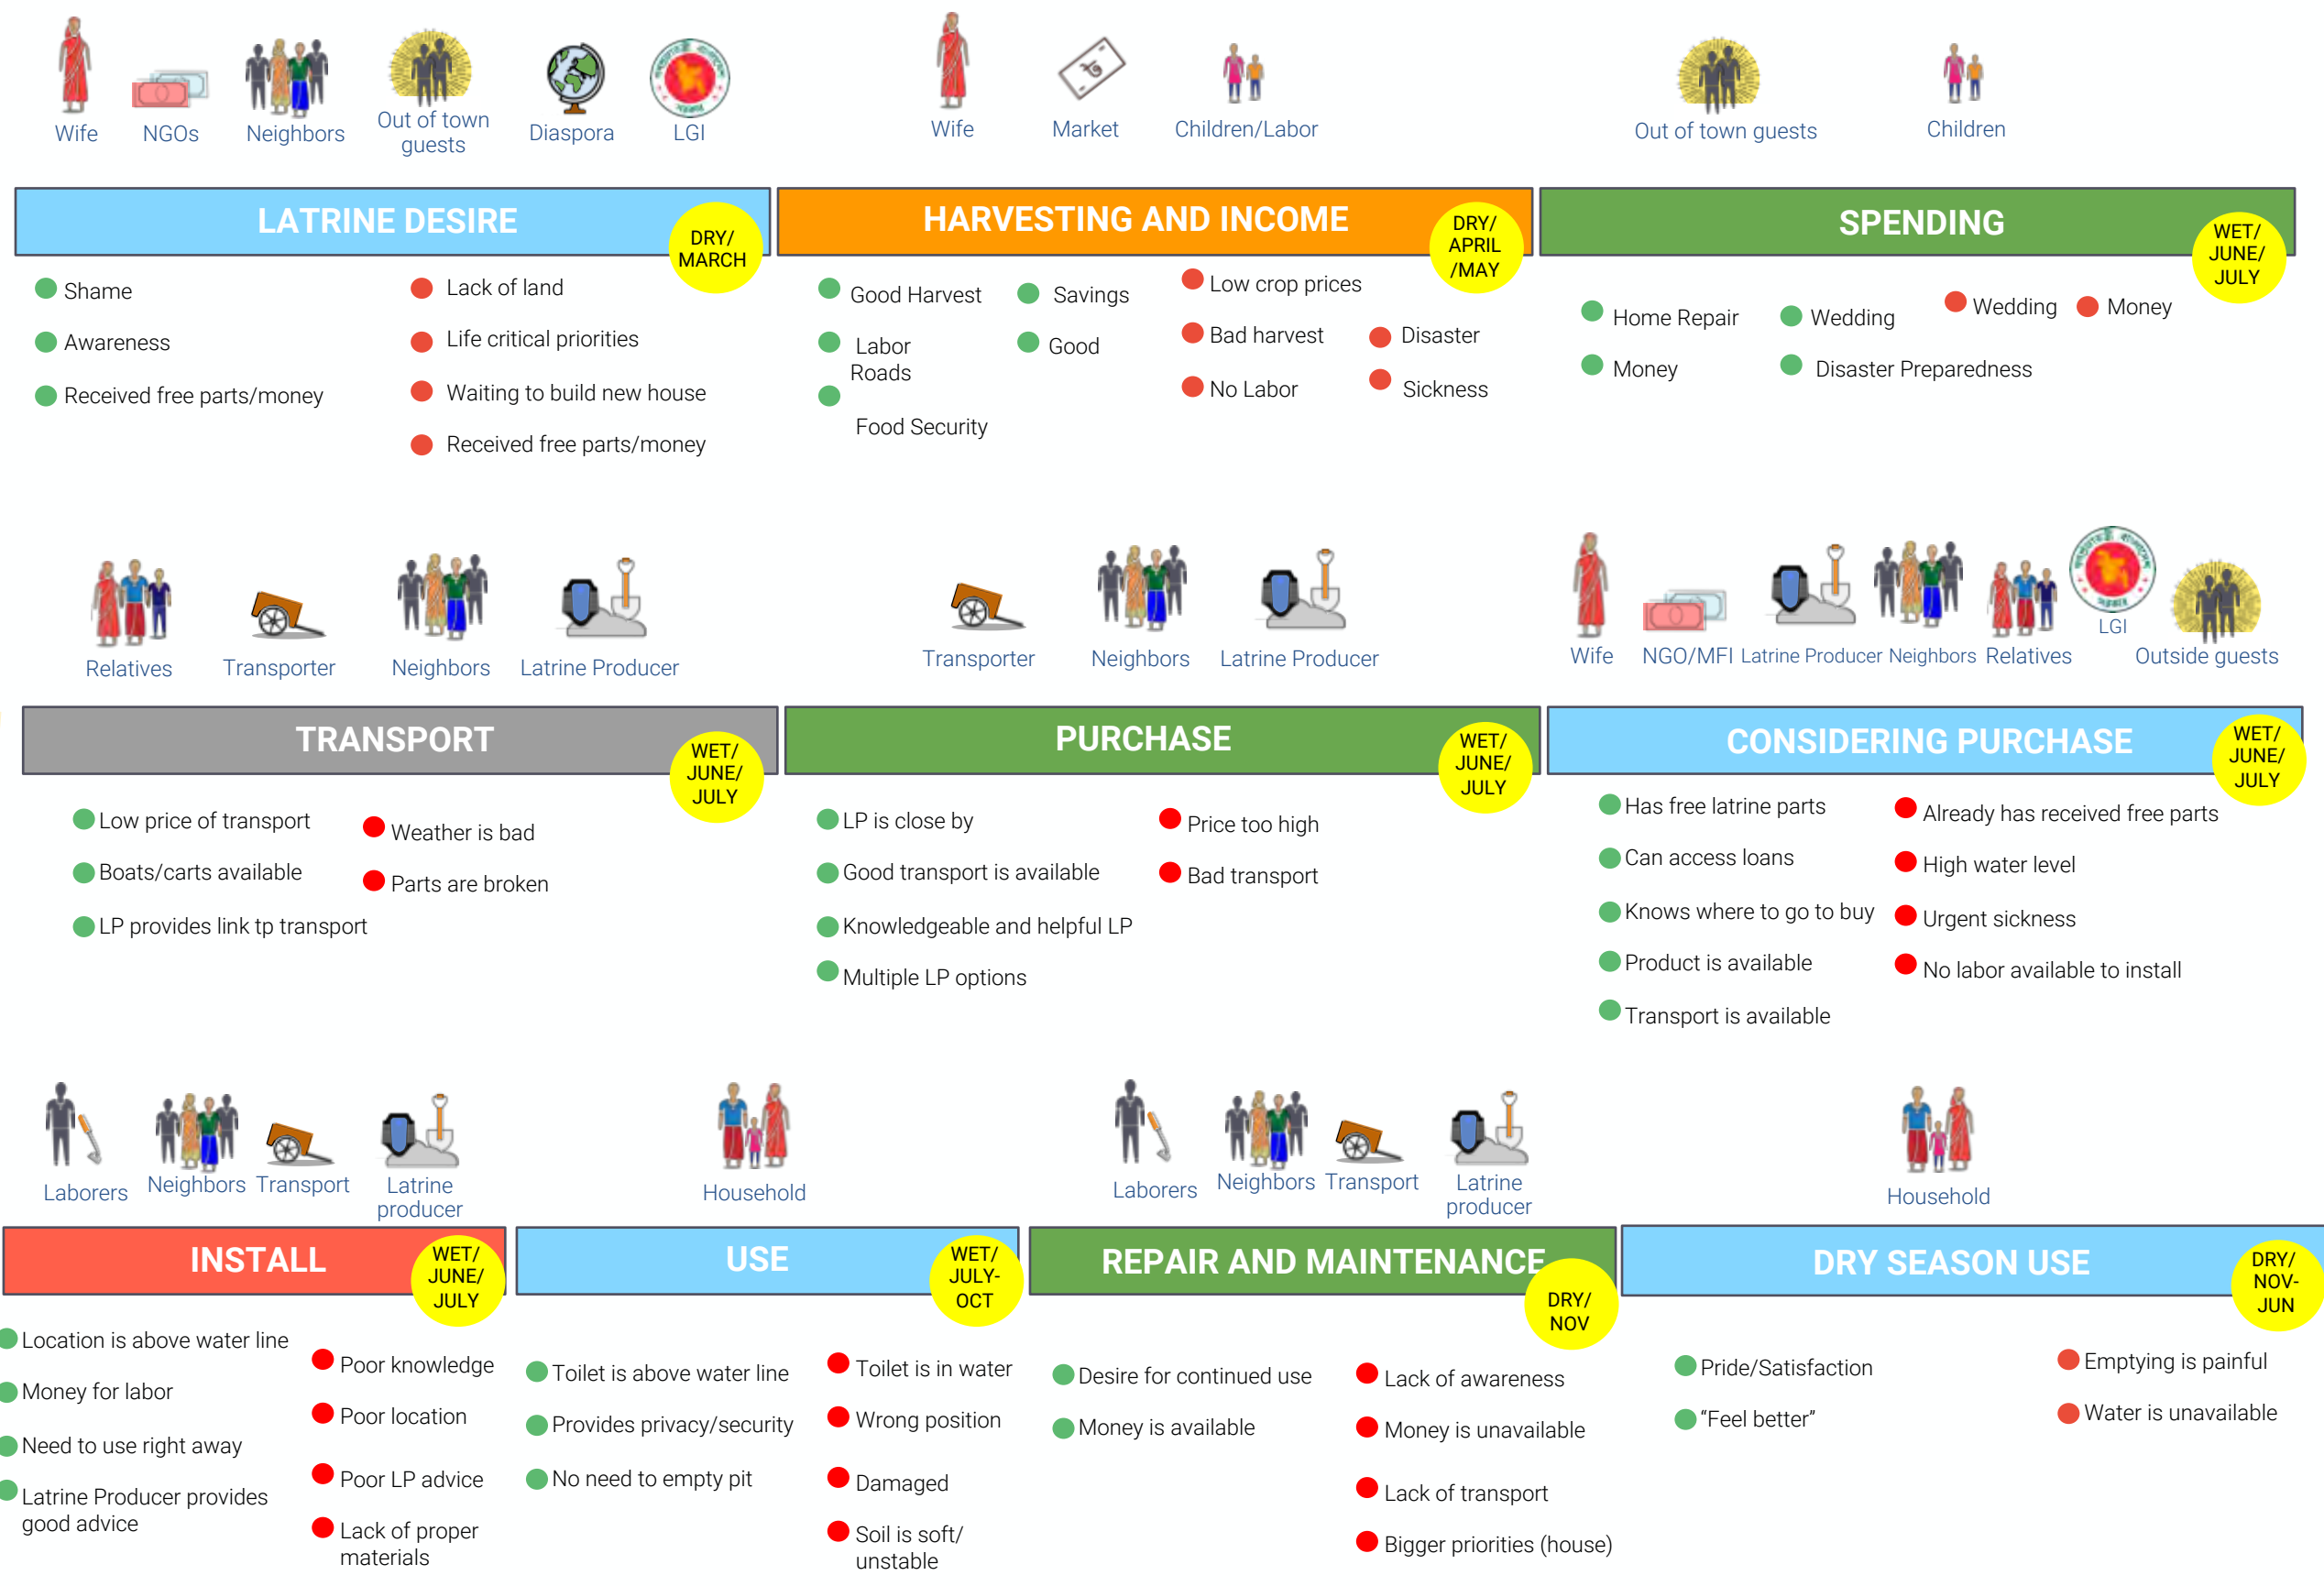 Wife
NGOs
Neighbors
Out of town
guests
Diaspora
LGI
Wife
Market
Children/Labor
Out of town guests
Children
LATRINE DESIRE
DRY/
MARCH
HARVESTING AND INCOME
DRY/
APRIL
/MAY
SPENDING
WET/
JUNE/
JULY
Shame
Awareness
Received free parts/money
Lack of land
Life critical priorities
Waiting to build new house
Received free parts/money
Good Harvest
Labor
Roads
Food Security
Savings
Good
Low crop prices
Bad harvest
No Labor
Disaster
Sickness
Home Repair
Money
Wedding
Disaster Preparedness
Wedding
Money
Relatives
Transporter
Neighbors
Latrine Producer
Transporter
Neighbors
Latrine Producer
Wife
NGO/MFI
Latrine Producer
Neighbors
Relatives
LGI
Outside guests
TRANSPORT
WET/
JUNE/
JULY
PURCHASE
WET/
JUNE/
JULY
CONSIDERING PURCHASE
WET/
JUNE/
JULY
Low price of transport
Boats/carts available
LP provides link tp transport
Weather is bad
Parts are broken
LP is close by
Good transport is available
Knowledgeable and helpful LP
Multiple LP options
Price too high
Bad transport
Has free latrine parts
Can access loans
Knows where to go to buy
Product is available
Transport is available
Already has received free parts
High water level
Urgent sickness
No labor available to install
Laborers
Neighbors
Transport
Latrine
producer
Household
Laborers
Neighbors
Transport
Latrine
producer
Household
INSTALL
WET/
JUNE/
JULY
USE
WET/
JULY-
OCT
REPAIR AND MAINTENANCE
DRY/
NOV
DRY SEASON USE
DRY/
NOV-
JUN
Location is above water line
Money for labor
Need to use right away
Latrine Producer provides
good advice
Poor knowledge
Poor location
Poor LP advice
Lack of proper
materials
Toilet is above water line
Provides privacy/security
No need to empty pit
Toilet is in water
Wrong position
Damaged
Soil is soft/
unstable
Desire for continued use
Money is available
Lack of awareness
Money is unavailable
Lack of transport
Bigger priorities (house)
Pride/Satisfaction
“Feel better”
Emptying is painful
Water is unavailable